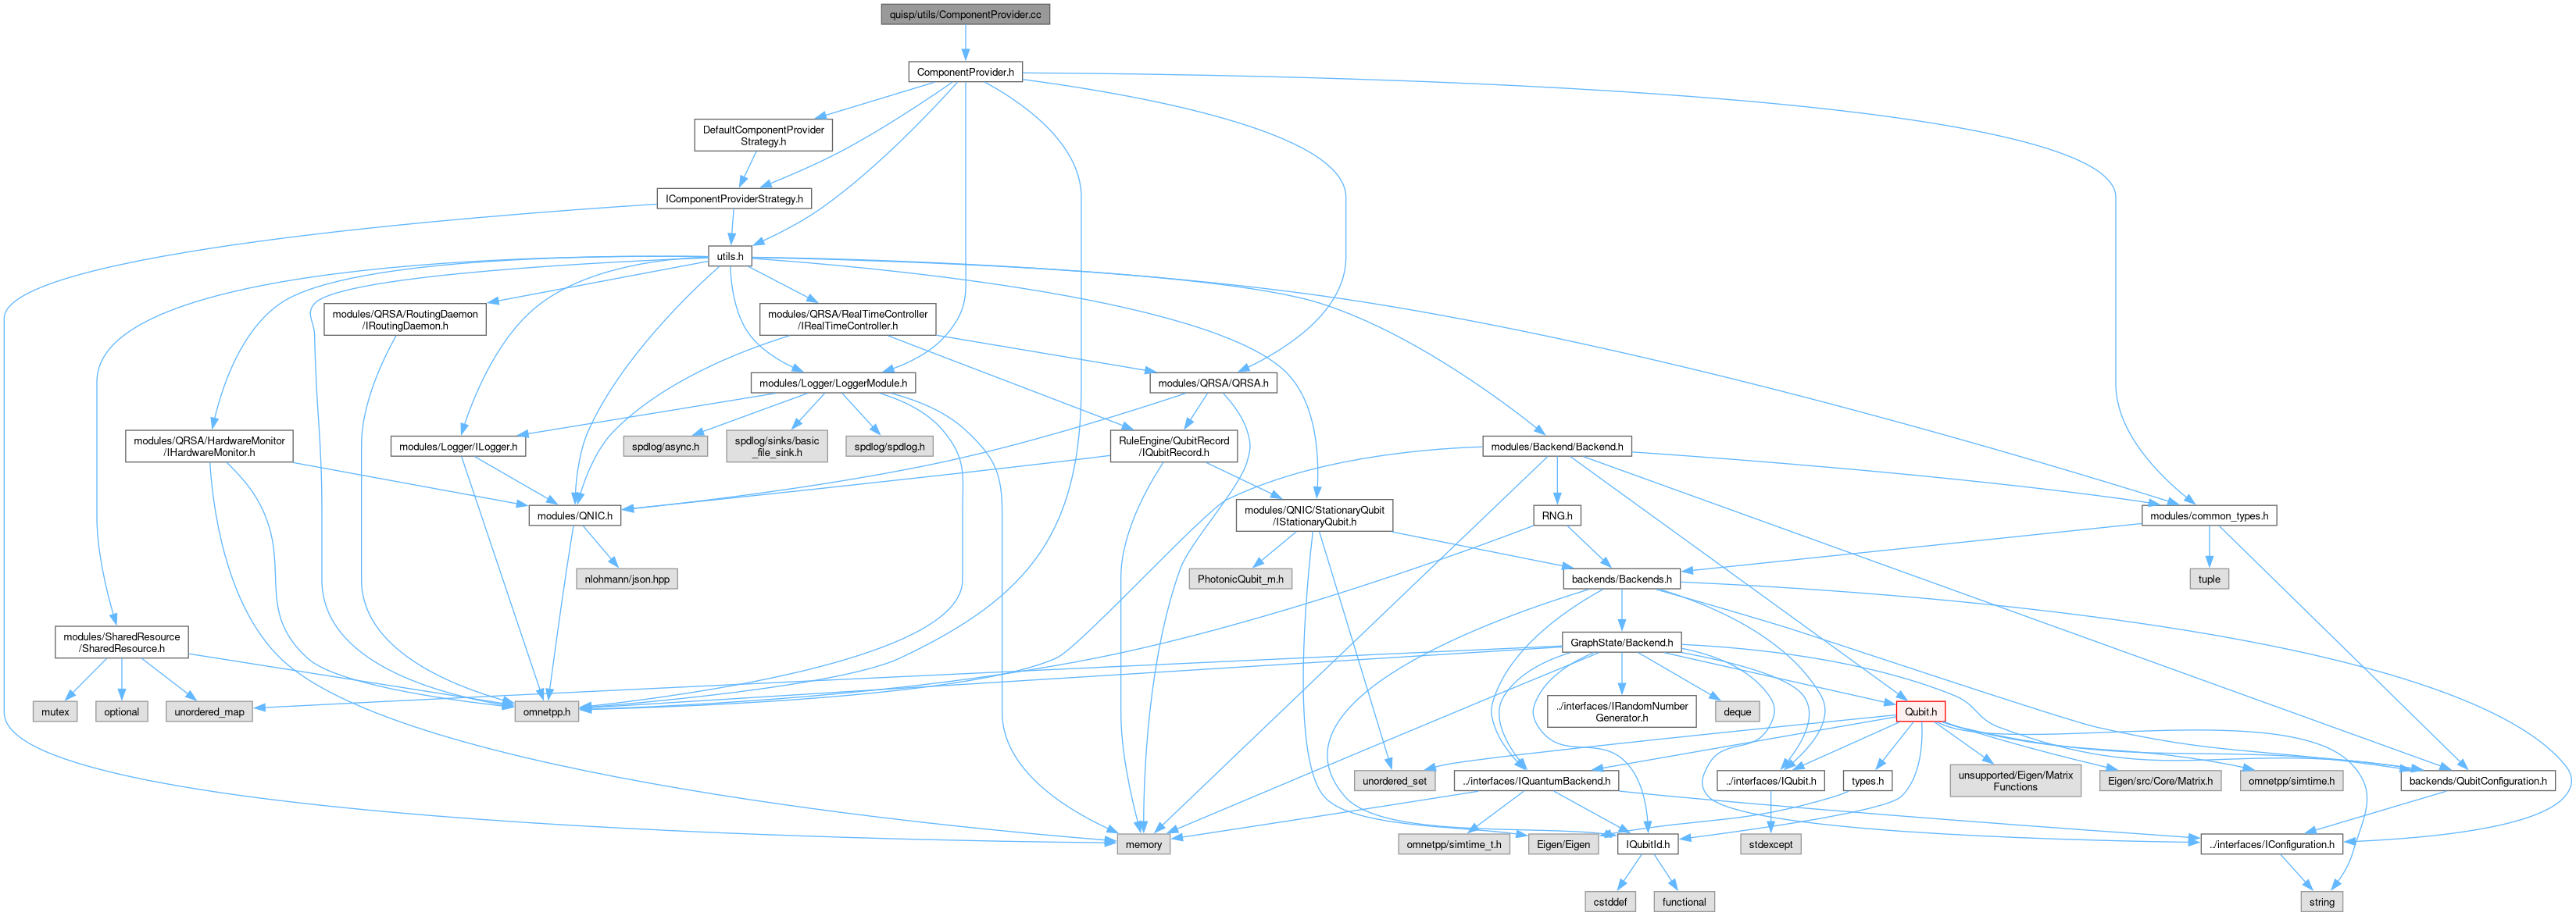 quisp/utils/ComponentProvider.cc
ComponentProvider.h
DefaultComponentProvider
Strategy.h
IComponentProviderStrategy.h
utils.h
modules/QRSA/RoutingDaemon
/IRoutingDaemon.h
modules/QRSA/RealTimeController
/IRealTimeController.h
modules/Logger/LoggerModule.h
modules/QRSA/QRSA.h
modules/QRSA/HardwareMonitor
/IHardwareMonitor.h
modules/Logger/ILogger.h
spdlog/async.h
spdlog/sinks/basic
_file_sink.h
spdlog/spdlog.h
RuleEngine/QubitRecord
/IQubitRecord.h
modules/Backend/Backend.h
modules/QNIC.h
modules/QNIC/StationaryQubit
/IStationaryQubit.h
RNG.h
modules/common_types.h
nlohmann/json.hpp
PhotonicQubit_m.h
backends/Backends.h
tuple
modules/SharedResource
/SharedResource.h
GraphState/Backend.h
mutex
optional
unordered_map
omnetpp.h
../interfaces/IRandomNumber
Generator.h
deque
Qubit.h
unordered_set
../interfaces/IQuantumBackend.h
../interfaces/IQubit.h
types.h
unsupported/Eigen/Matrix
Functions
Eigen/src/Core/Matrix.h
omnetpp/simtime.h
backends/QubitConfiguration.h
memory
omnetpp/simtime_t.h
Eigen/Eigen
IQubitId.h
stdexcept
../interfaces/IConfiguration.h
cstddef
functional
string